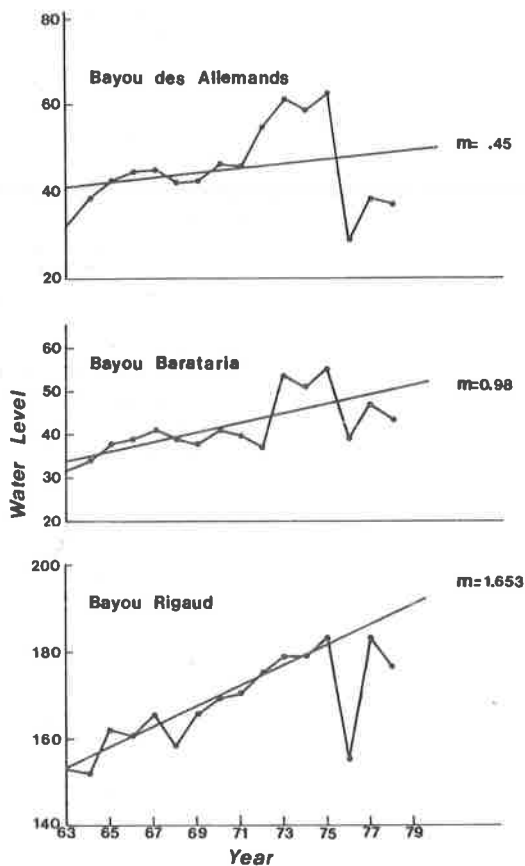 80
Bayou des Allemands
60
m= .45
40
20
60
Bayou Barataria
50
m=0.98
40
30
20
Water Level
200
m=1.653
Bayou Rigaud
180
160
140
63 65 67 69 71 73 75 77 79
Year